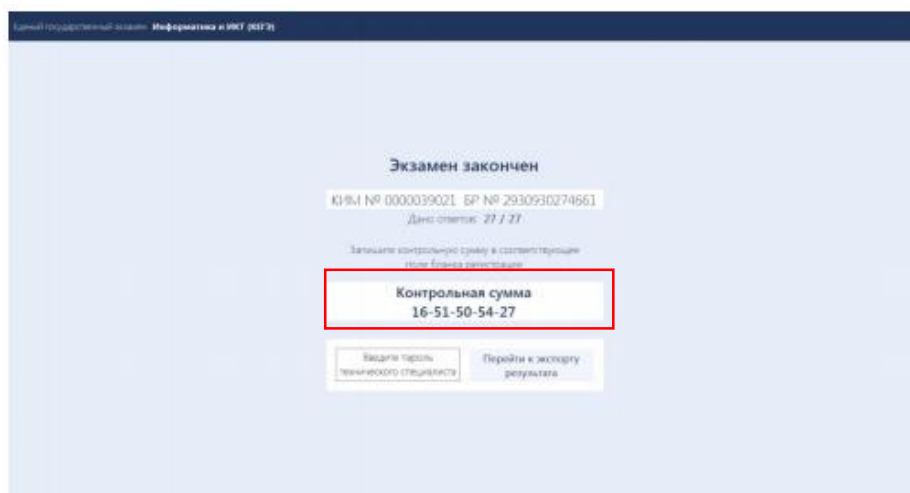 Единый государственный экзамен Информатика и ИКТ (КЕГЭ)
Экзамен закончен
КИМ № 0000039021 БР № 2930930274661
Дано ответов: 27 / 27
Запишите контрольную сумму в соответствующее
поле бланка регистрации
Контрольная сумма
16-51-50-54-27
Введите пароль
технического специалиста
Перейти к экспорту
результата